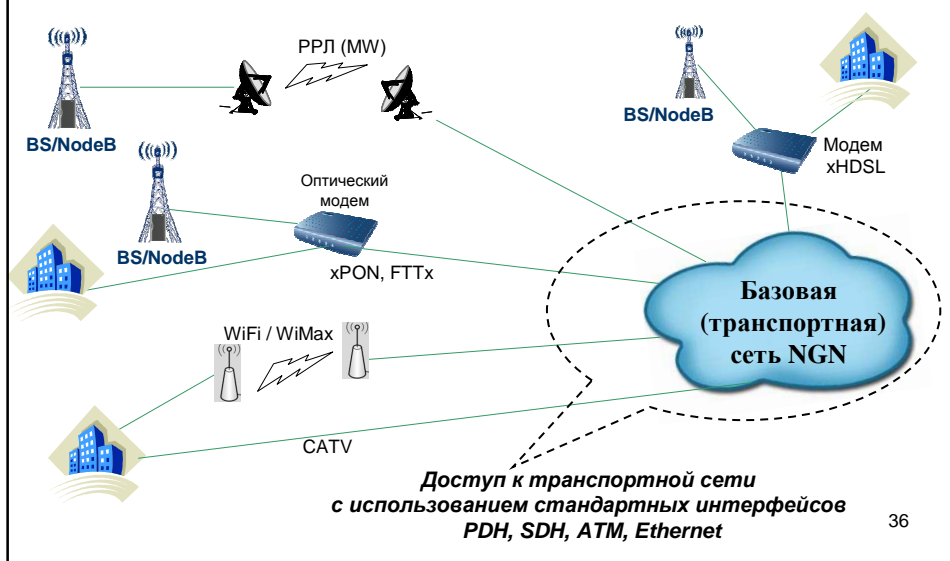 РРЛ (MW)
BS/NodeB
BS/NodeB
Модем
xHDSL
Оптический
модем
BS/NodeB
xPON, FTTx
Базовая
(транспортная)
сеть NGN
WiFi / WiMax
CATV
Доступ к транспортной сети
с использованием стандартных интерфейсов
PDH, SDH, ATM, Ethernet
36